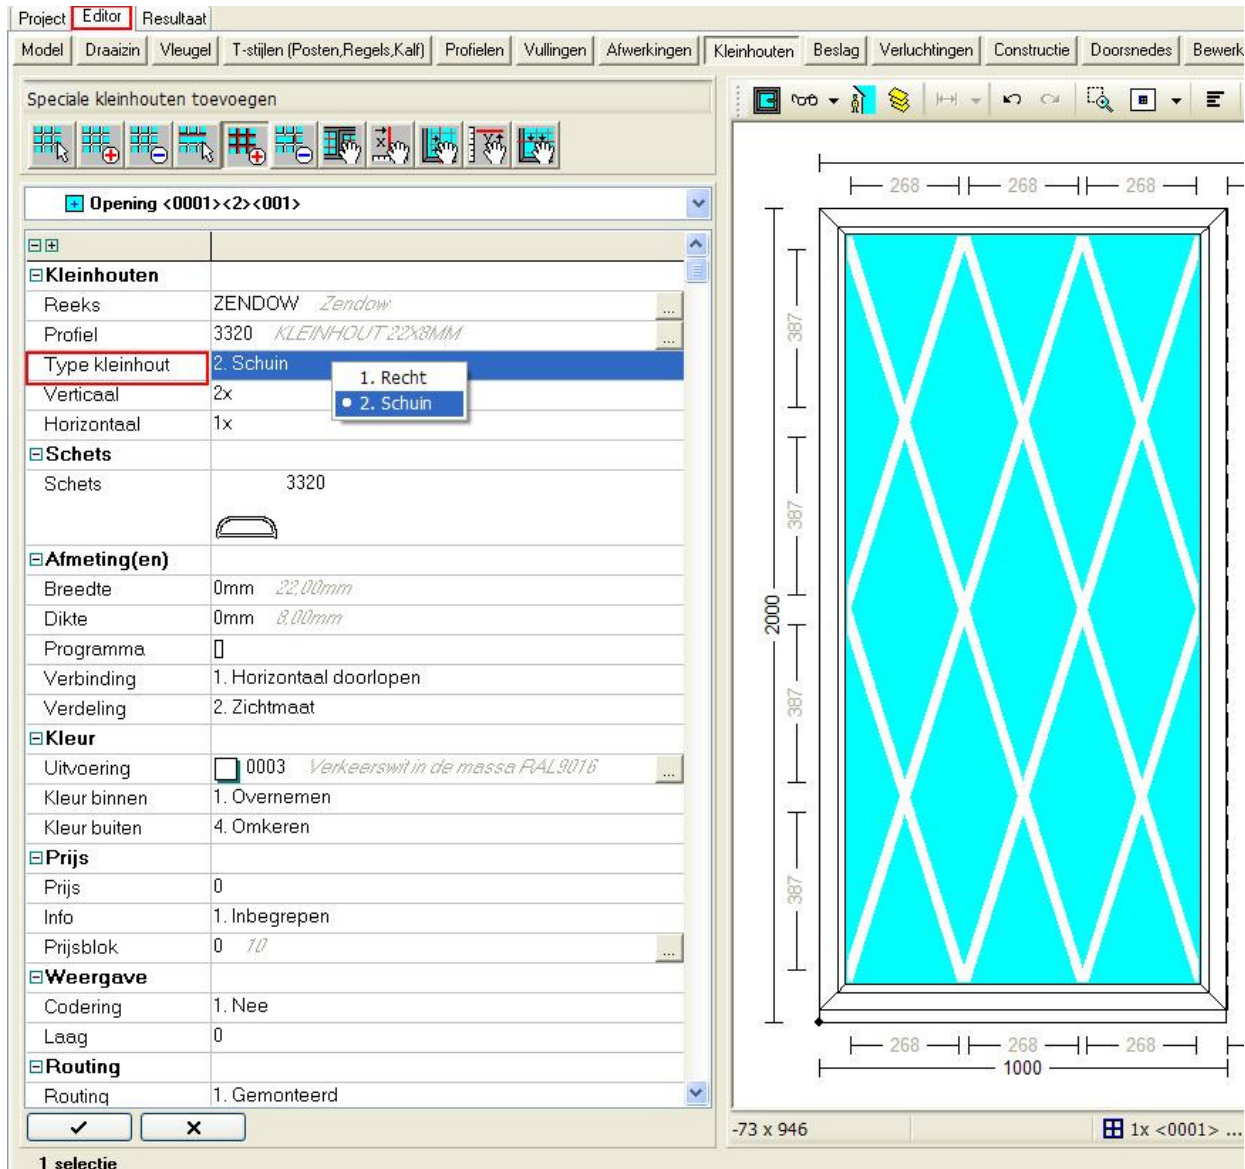 Project Editor Resultaat
Model Draaizin Vleugel T-stijlen (Posten,Regels,Kalf) Profielen Vullingen Afwerkingen Kleinhouten Beslag Verluchtingen Constructie Doorsnedes Bewerk
Speciale kleinhouten toevoegen
Opening <0001><2><001>
Kleinhouten
Reeks ZENDOW Zendow ...
Profiel 3320 KLEINHOUT 22X8MM ...
Type kleinhout 2. Schuin
1. Recht
2. Schuin
Verticaal 2x
Horizontaal 1x
Schets
Schets 3320
Afmeting(en)
Breedte 0mm 22,00mm
Dikte 0mm 8,00mm
Programma
Verbinding 1. Horizontaal doorlopen
Verdeling 2. Zichtmaat
Kleur
Uitvoering 0003 Verkeerswit in de massa RAL9016 ...
Kleur binnen 1. Overnemen
Kleur buiten 4. Omkeren
Prijs
Prijs 0
Info 1. Inbegrepen
Prijsblok 0 10 ...
Weergave
Codering 1. Nee
Laag 0
Routing
Routing 1. Gemonteerd
1 selectie
268 268 268
387
387
2000
387
387
268 268 268
1000
-73 x 946 1x <0001> ...